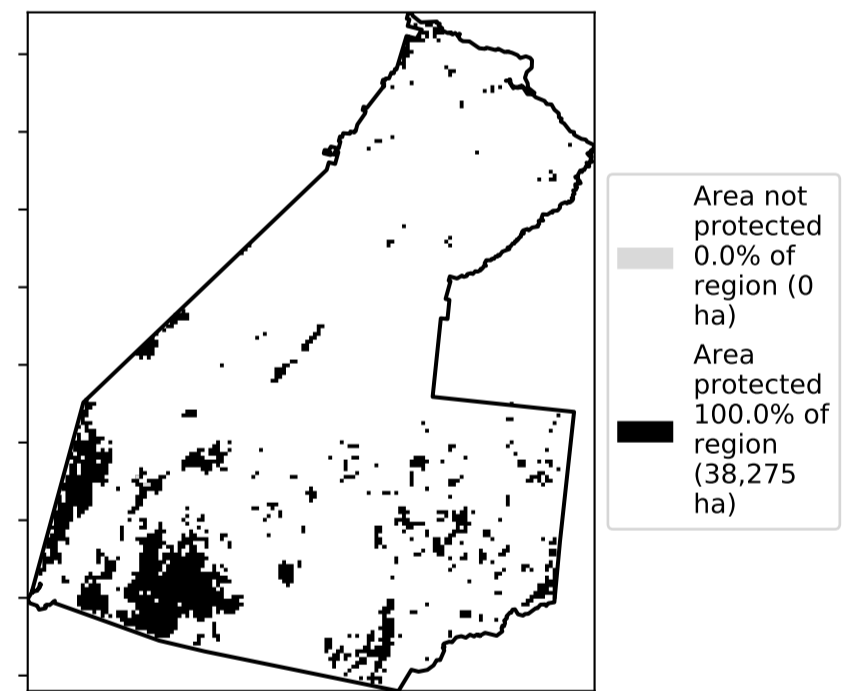 Area not
protected
0.0% of
region (0
ha)
Area
protected
100.0% of
region
(38,275
ha)